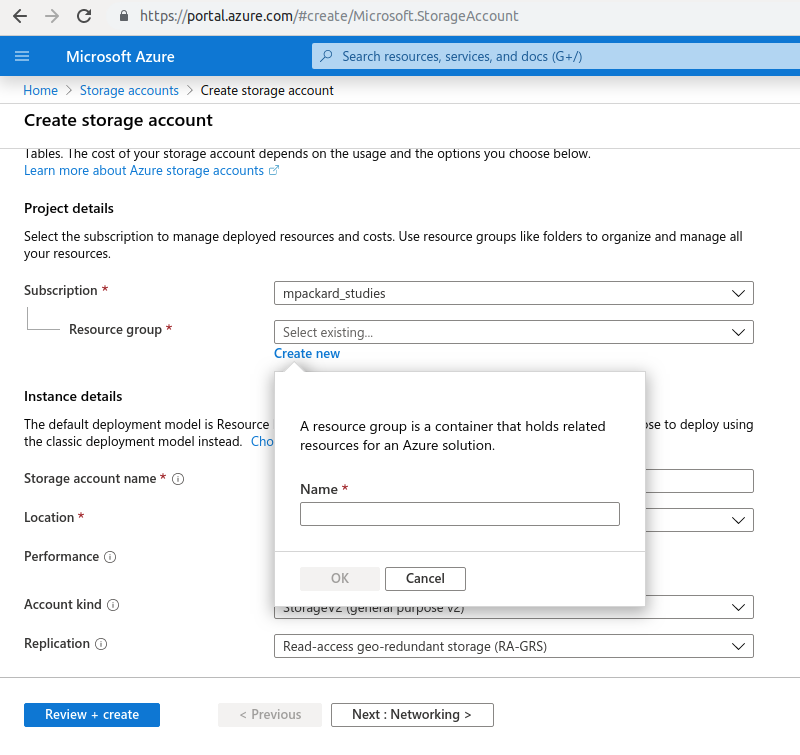 https://portal.azure.com/#create/Microsoft.StorageAccount
Microsoft Azure
Search resources, services, and docs (G+/)
Home > Storage accounts > Create storage account
Create storage account
Tables. The cost of your storage account depends on the usage and the options you choose below.
Learn more about Azure storage accounts
Project details
Select the subscription to manage deployed resources and costs. Use resource groups like folders to organize and manage all
your resources.
Subscription *
mpackard_studies
Resource group *
Select existing...
Create new
Instance details
The default deployment model is Resource
ose to deploy using
the classic deployment model instead. Cho
A resource group is a container that holds related
resources for an Azure solution.
Name *
OK
Cancel
Storage account name *
Location *
Performance
Account kind
StorageV2 (general purpose v2)
Replication
Read-access geo-redundant storage (RA-GRS)
Review + create
< Previous
Next : Networking >